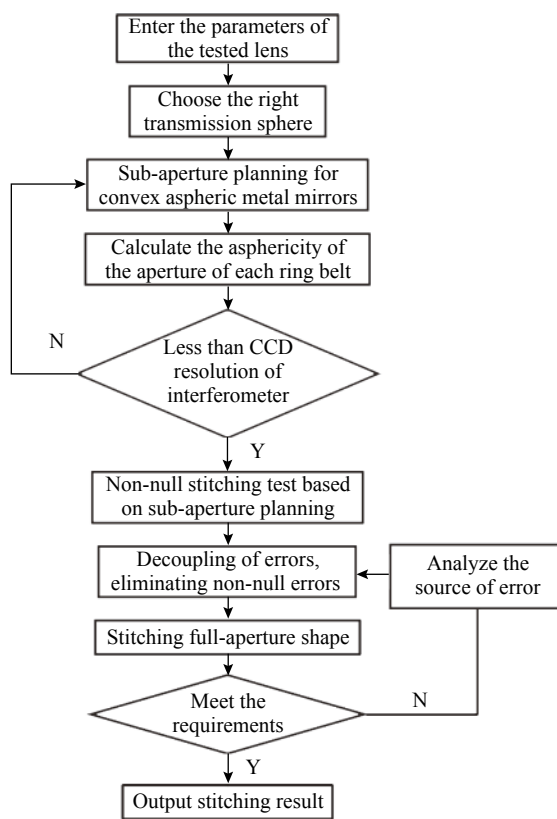 Enter the parameters of
the tested lens
Choose the right
transmission sphere
Sub-aperture planning for
convex aspheric metal mirrors
Calculate the asphericity of
the aperture of each ring belt
N
Less than CCD
resolution of
interferometer
Y
Non-null stitching test based
on sub-aperture planning
Decoupling of errors,
eliminating non-null errors
Analyze the
source of error
Stitching full-aperture shape
Meet the
requirements
N
Y
Output stitching result